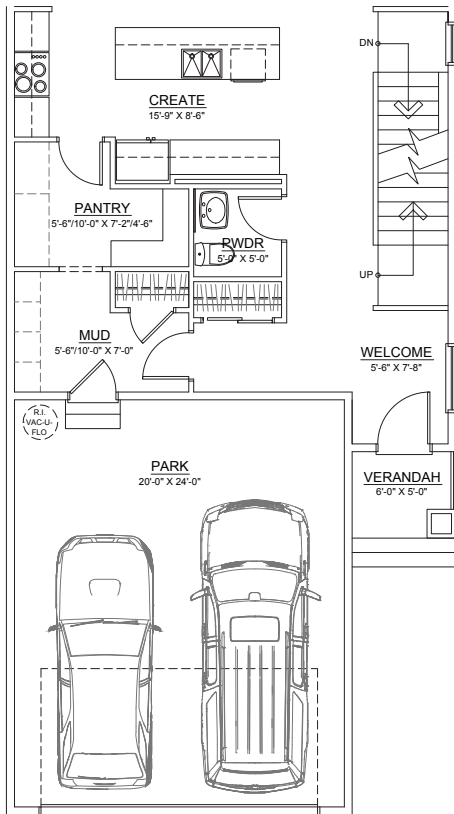 DN
CREATE
15'-9" X 8'-6"
PANTRY
5'-6"/10'-0" X 7'-2"/4'-6"
PWDR
5'-0" X 5'-0"
UP
MUD
5'-6"/10'-0" X 7'-0"
WELCOME
5'-6" X 7'-8"
R.I.
VAC-U-
FLO
PARK
20'-0" X 24'-0"
VERANDAH
6'-0" X 5'-0"